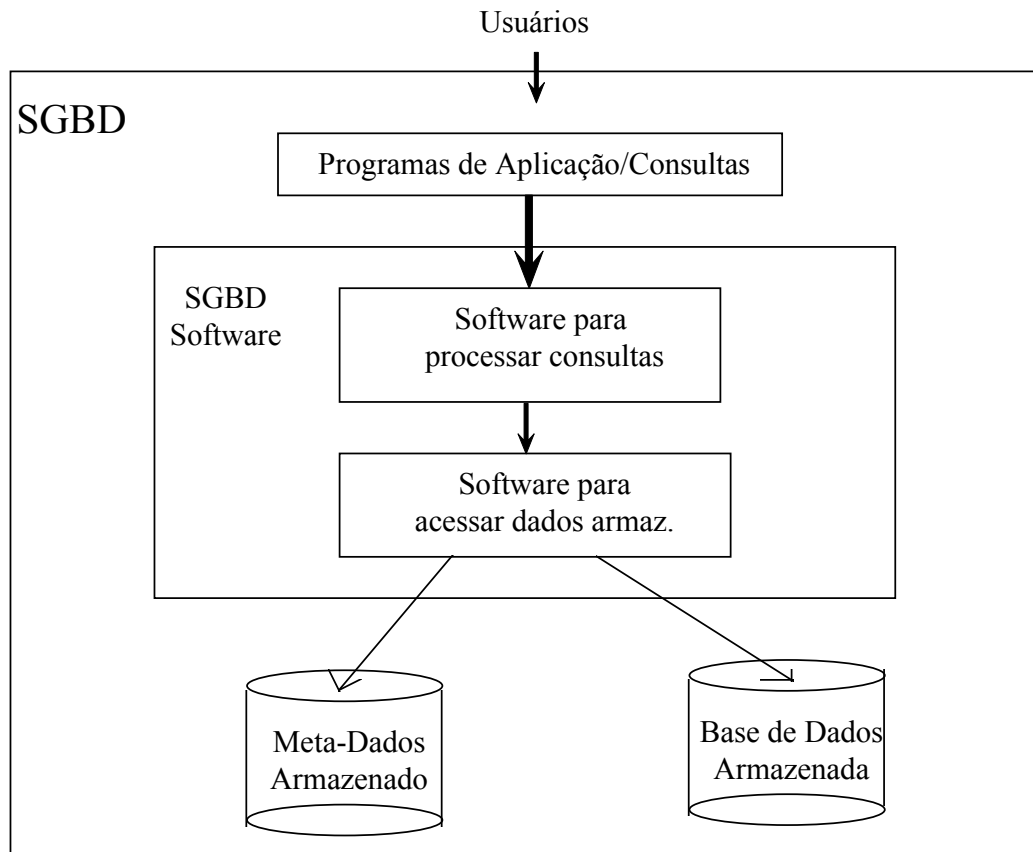 Usuários
SGBD
Programas de Aplicação/Consultas
SGBD
Software
Software para
processar consultas
Software para
acessar dados armaz.
Meta-Dados
Armazenado
Base de Dados
Armazenada